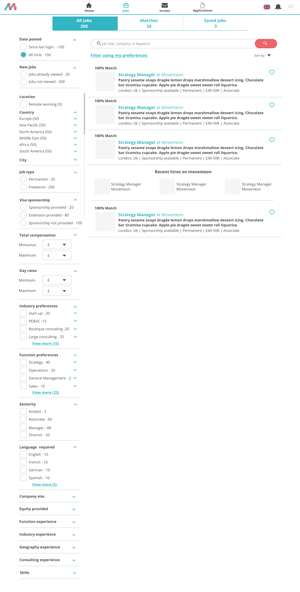 Home
Jobs
Invites
Applications
All Jobs
200
Matches
20
Saved Jobs
3
Date posted
Since last login - 100
All time - 100
New jobs
Jobs already viewed - 20
Jobs not viewed - 200
Location
Remote working (5)
Country
Europe (50)
Asia Pacific (50)
North America (50)
Middle East (50)
Africa (50)
South America (50)
City
Job type
Permanent - 20
Freelance - 200
Visa sponsorship
Sponsorship provided - 20
Extension provided - 80
Sponsorship not provided - 100
Total compensation
Minimum
£
Maximum
£
Day rates
Minimum
£
Maximum
£
Industry preferences
Start-up - 20
PE&VC - 10
Boutique consulting - 20
Large consulting - 20
View more (15)
Function preferences
Strategy - 40
Operations - 20
General Management - 2
Sales - 10
View more (22)
Seniority
Analyst - 2
Associate - 60
Manager - 88
Director - 50
Language required
English - 10
French - 10
German - 10
Spanish - 10
View more (5)
Company size
Equity provided
Function experience
Industry experience
Geography experience
Consulting experience
Skills
Job title, company or keyword
Filter using my preferences
Sort by
100% Match
Strategy Manager at Movemeon
Pastry sesame snaps dragée lemon drops marshmallow dessert icing. Chocolate
bar tiramisu cupcake. Apple pie dragée sweet sweet roll liquorice.
London, Uk | Sponsorship available | Permanent | £40-50K | Associate
100% Match
Strategy Manager at Movemeon
Pastry sesame snaps dragée lemon drops marshmallow dessert icing. Chocolate
bar tiramisu cupcake. Apple pie dragée sweet sweet roll liquorice.
London, Uk | Sponsorship available | Permanent | £40-50K | Associate
100% Match
Strategy Manager at Movemeon
Pastry sesame snaps dragée lemon drops marshmallow dessert icing. Chocolate
bar tiramisu cupcake. Apple pie dragée sweet sweet roll liquorice.
London, Uk | Sponsorship available | Permanent | £40-50K | Associate
Recent hires on movemeon
Strategy Manager
Movemeon
Strategy Manager
Movemeon
Strategy Manager
Movemeon
100% Match
Strategy Manager at Movemeon
Pastry sesame snaps dragée lemon drops marshmallow dessert icing. Chocolate
bar tiramisu cupcake. Apple pie dragée sweet sweet roll liquorice.
London, Uk | Sponsorship available | Permanent | £40-50K | Associate